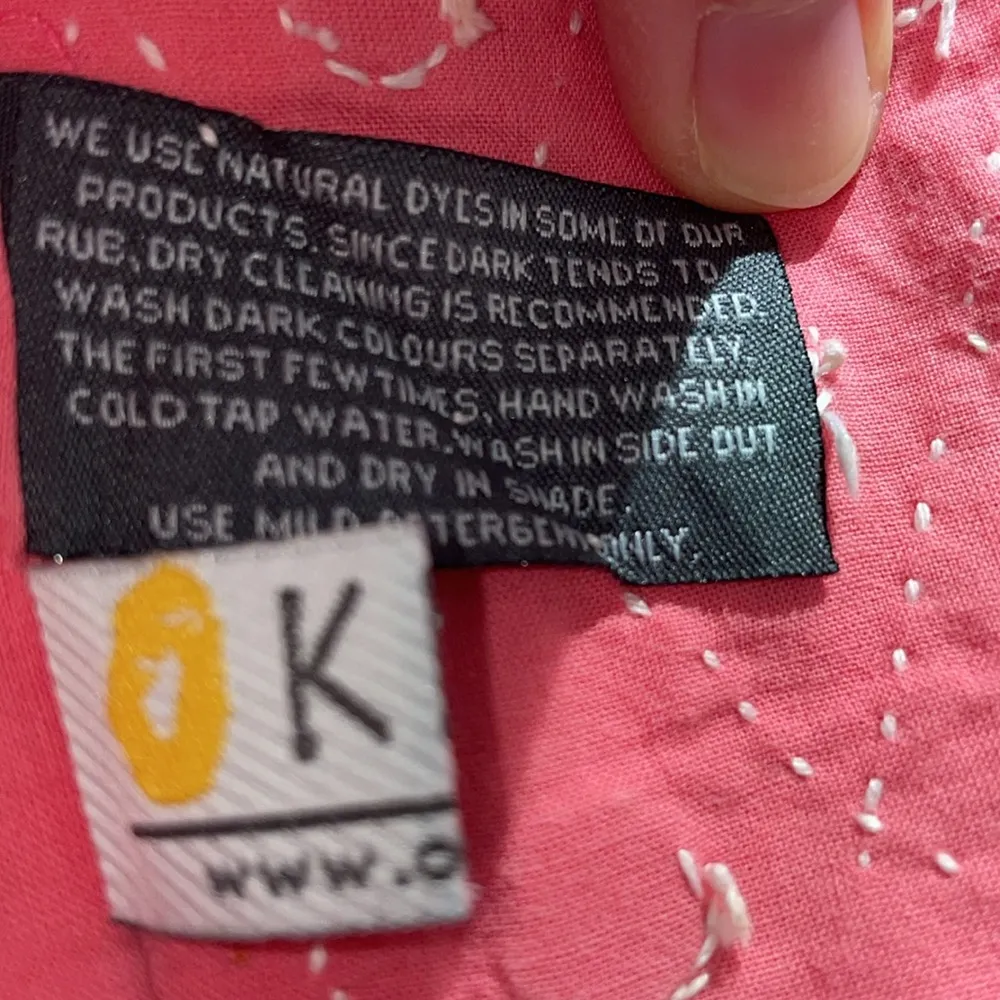 WE USE NATURAL DYES IN SOME OF OUR
PRODUCTS. SINCE DARK TENDS TO
RUB, DRY CLEANING IS RECOMMENDED.
WASH DARK COLOURS SEPARATELY.
THE FIRST FEW TIMES, HAND WASH IN
COLD TAP WATER. WASH IN SIDE OUT
AND DRY IN SHADE.
USE MILD DETERGENT ONLY.
K
www.o